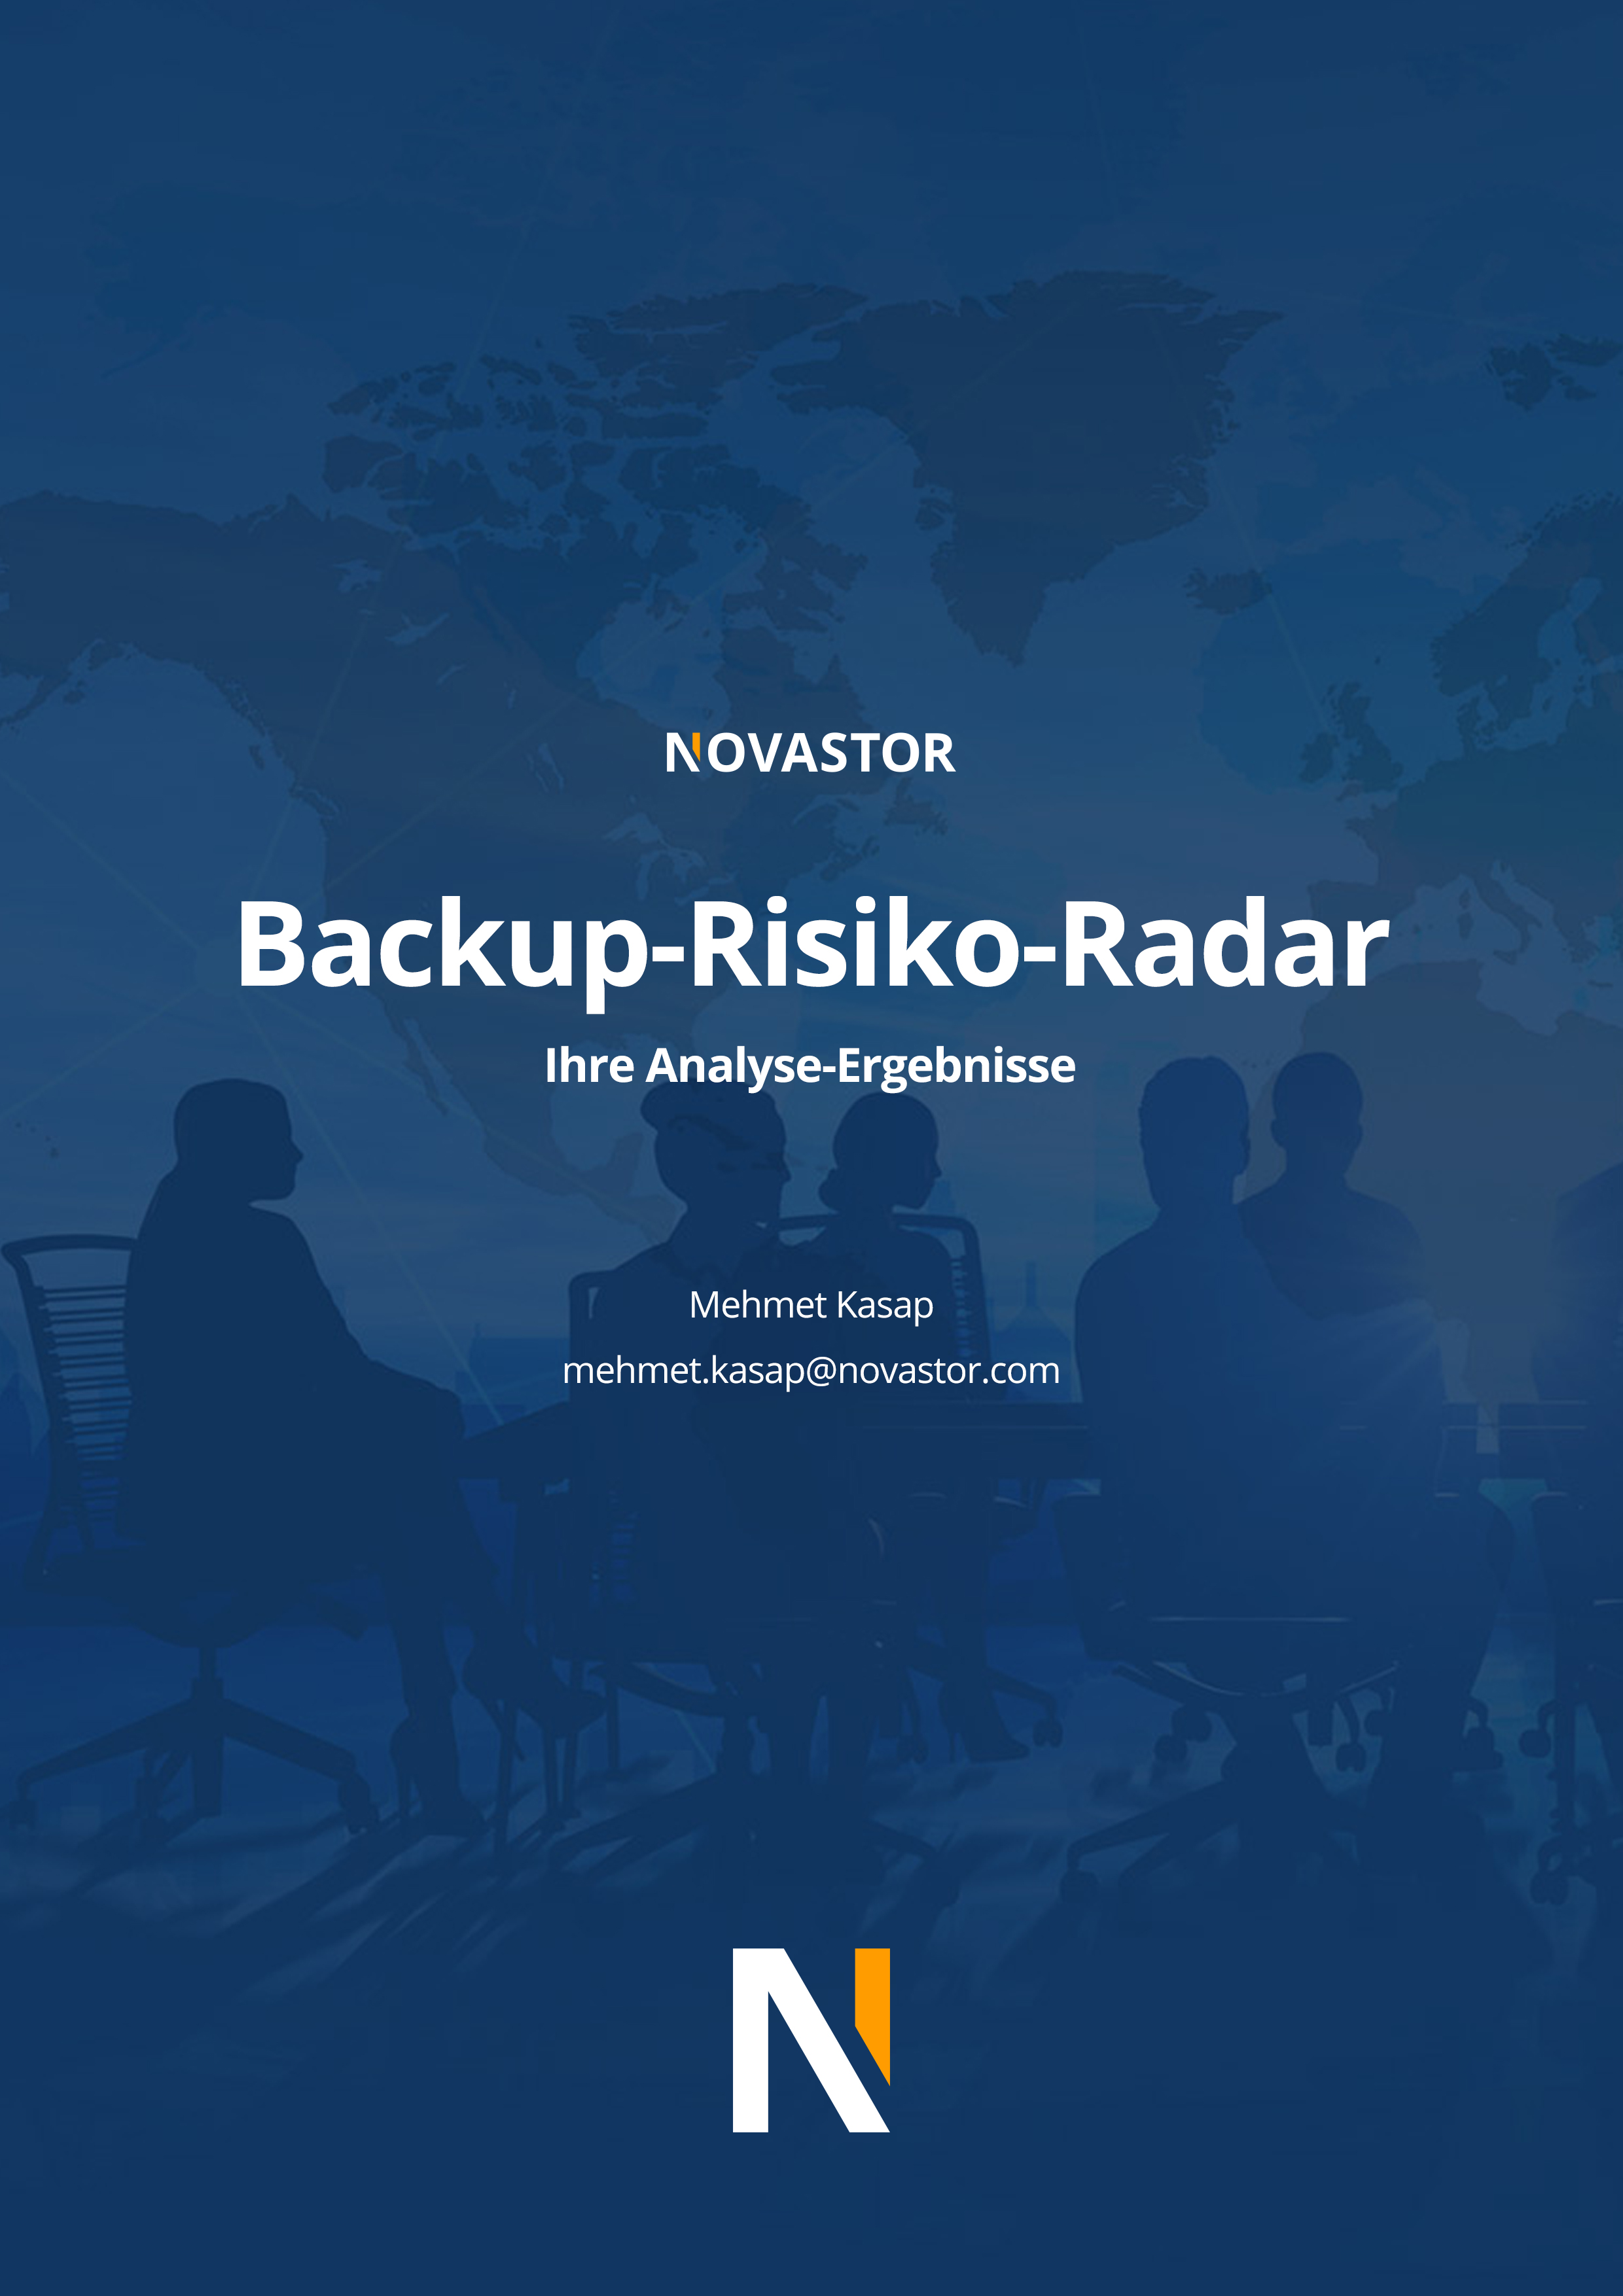 NOVASTOR
Backup-Risiko-Radar
Ihre Analyse-Ergebnisse
Mehmet Kasap
mehmet.kasap@novastor.com
N